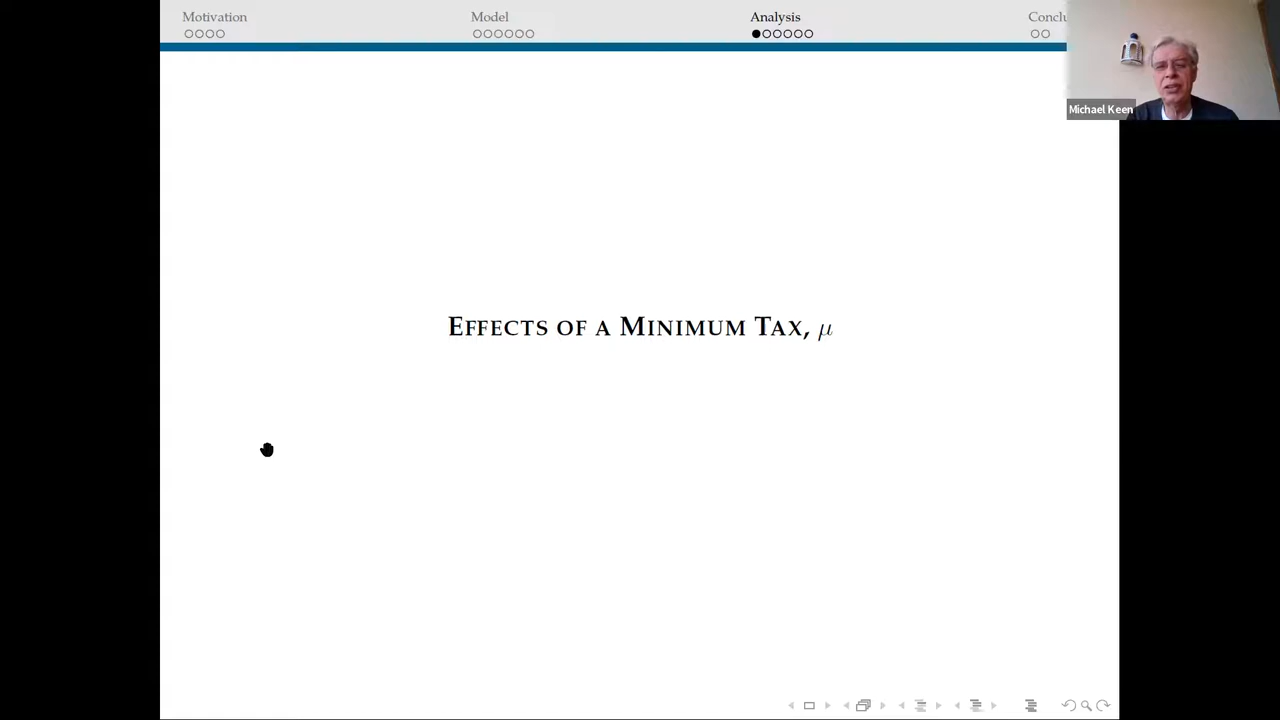 Motivation
Model
Analysis
Conclu
Michael Keen
EFFECTS OF A MINIMUM TAX, μ